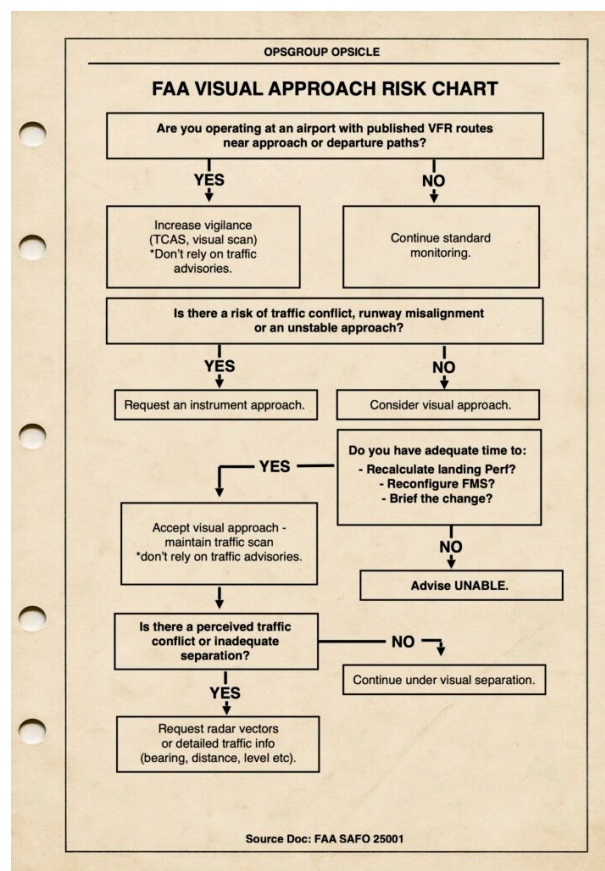 OPSGROUP OPSICLE
FAA VISUAL APPROACH RISK CHART
Are you operating at an airport with published VFR routes
near approach or departure paths?
YES
NO
Increase vigilance
(TCAS, visual scan)
*Don't rely on traffic
advisories.
Continue standard
monitoring.
Is there a risk of traffic conflict, runway misalignment
or an unstable approach?
YES
NO
Request an instrument approach.
Consider visual approach.
Do you have adequate time to:
- Recalculate landing Perf?
- Reconfigure FMS?
- Brief the change?
YES
Accept visual approach -
maintain traffic scan
*don't rely on traffic advisories.
NO
Advise UNABLE.
Is there a perceived traffic
conflict or inadequate
separation?
NO
Continue under visual separation.
YES
Request radar vectors
or detailed traffic info
(bearing, distance, level etc).
Source Doc: FAA SAFO 25001